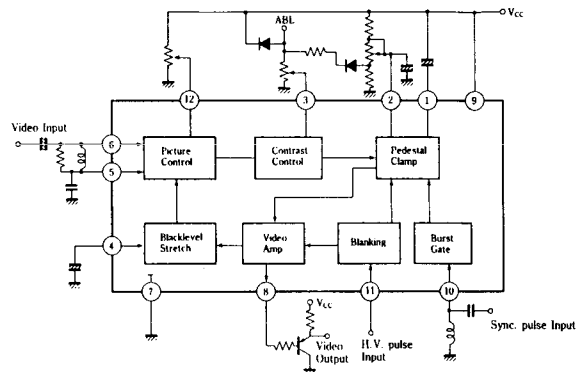 ABL
VCC
12
3
2
1
9
Video Input
6
Picture
Control
Contrast
Control
Pedestal
Clamp
5
4
Blacklevel
Stretch
Video
Amp
Blanking
Burst
Gate
7
8
11
10
VCC
Video
Output
H.V. pulse
Input
Sync. pulse Input